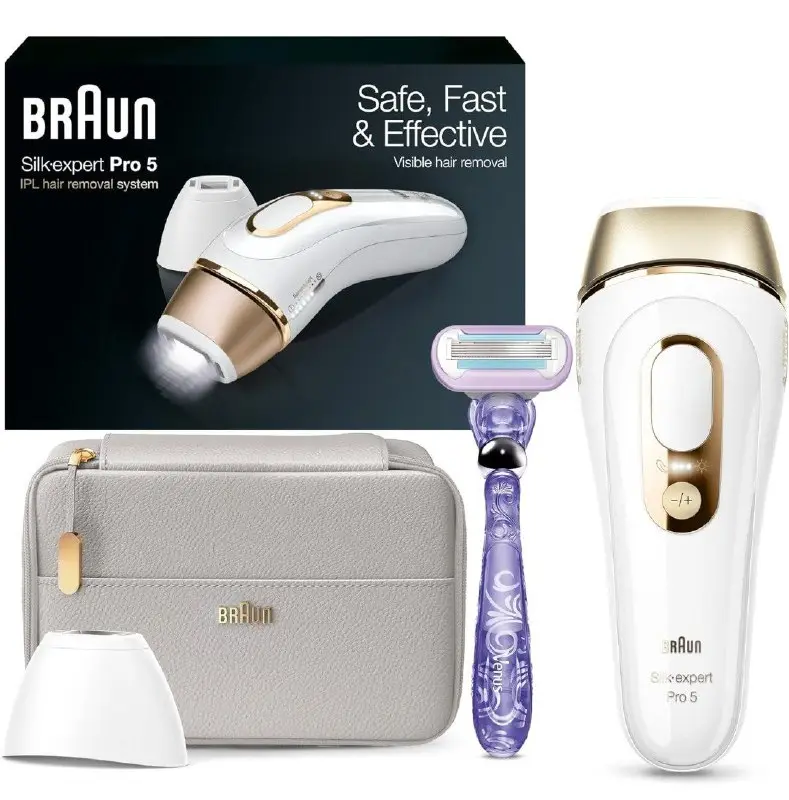 BRAUN
Silk·expert Pro 5
IPL hair removal system
Safe, Fast
& Effective
Visible hair removal
BRAUN
Venus
-/+
BRAUN
Silk·expert
Pro 5